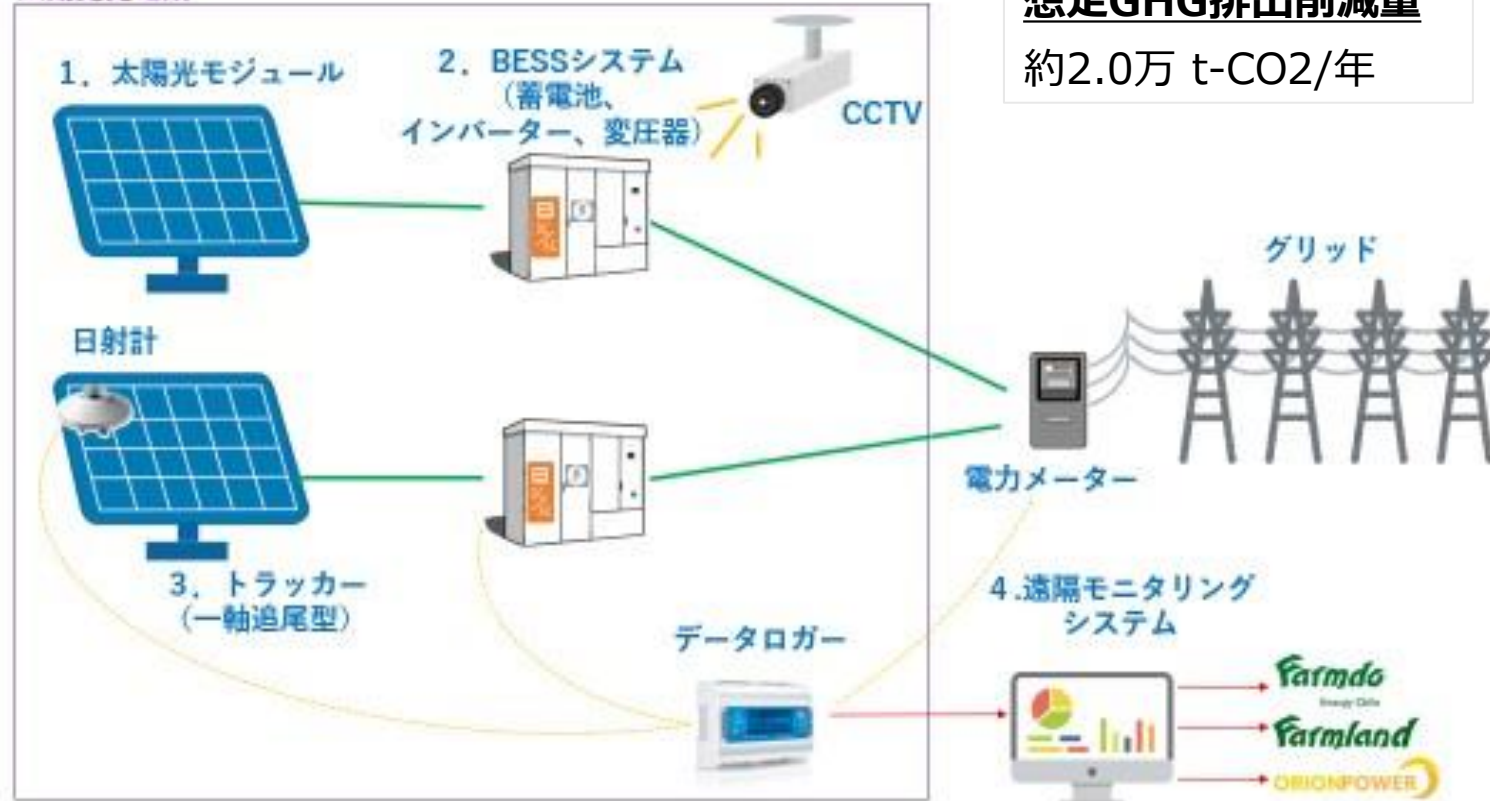 想定GHG排出削減量
約2.0万 t-CO2/年
1．太陽光モジュール
2．BESSシステム
（蓄電池、
インバーター、変圧器）
CCTV
グリッド
日射計
電力メーター
3．トラッカー
（一軸追尾型）
4.遠隔モニタリング
システム
データロガー
Farmdo
Energy Chile
Farmland
ORIONPOWER